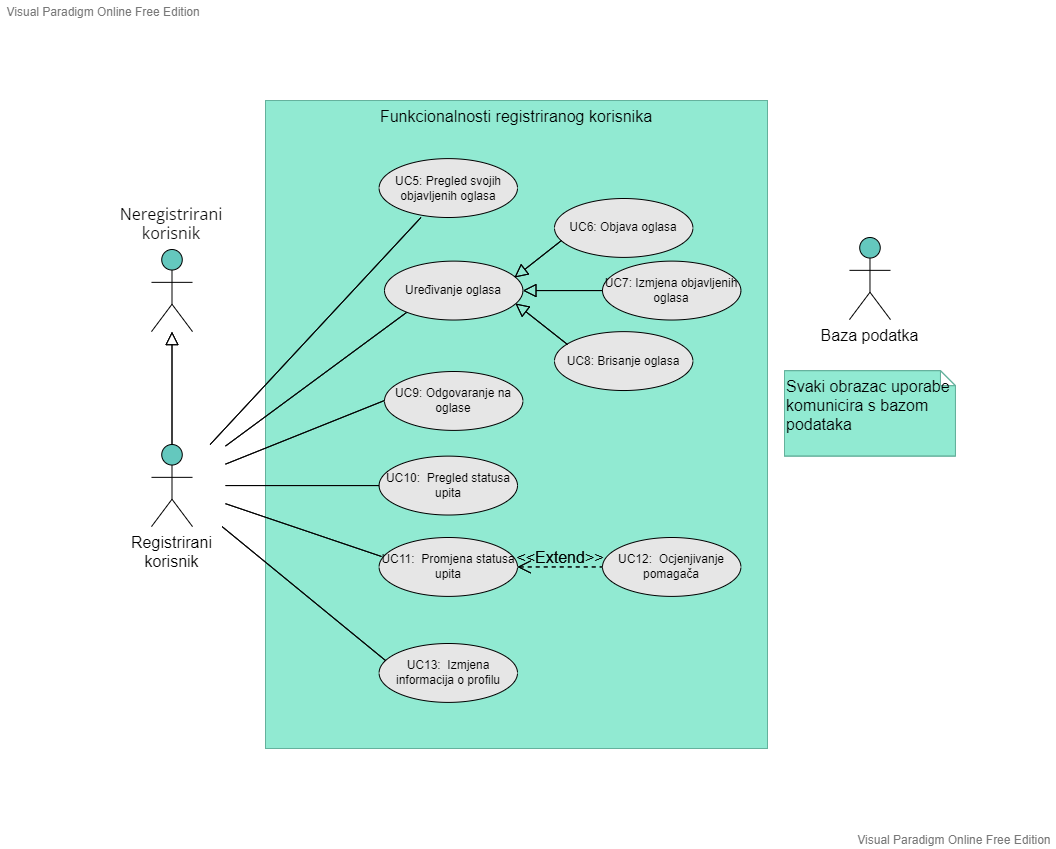 Visual Paradigm Online Free Edition
Funkcionalnosti registriranog korisnika
UC5: Pregled svojih
objavljenih oglasa
Neregistrirani
korisnik
UC6: Objava oglasa
Uređivanje oglasa
UC7: Izmjena objavljenih
oglasa
Baza podatka
UC8: Brisanje oglasa
Svaki obrazac uporabe
komunicira s bazom
podataka
UC9: Odgovaranje na
oglase
UC10:  Pregled statusa
upita
Registrirani
korisnik
UC11:  Promjena statusa
upita
<<Extend>>
UC12:  Ocjenjivanje
pomagača
UC13:  Izmjena
informacija o profilu
Visual Paradigm Online Free Edition